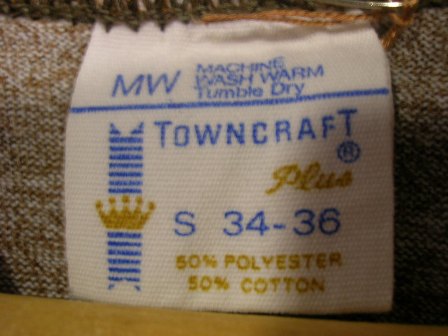 MW MACHINE
WASH WARM
Tumble Dry
TOWNCRAFT
®
Plus
S 34-36
50% POLYESTER
50% COTTON